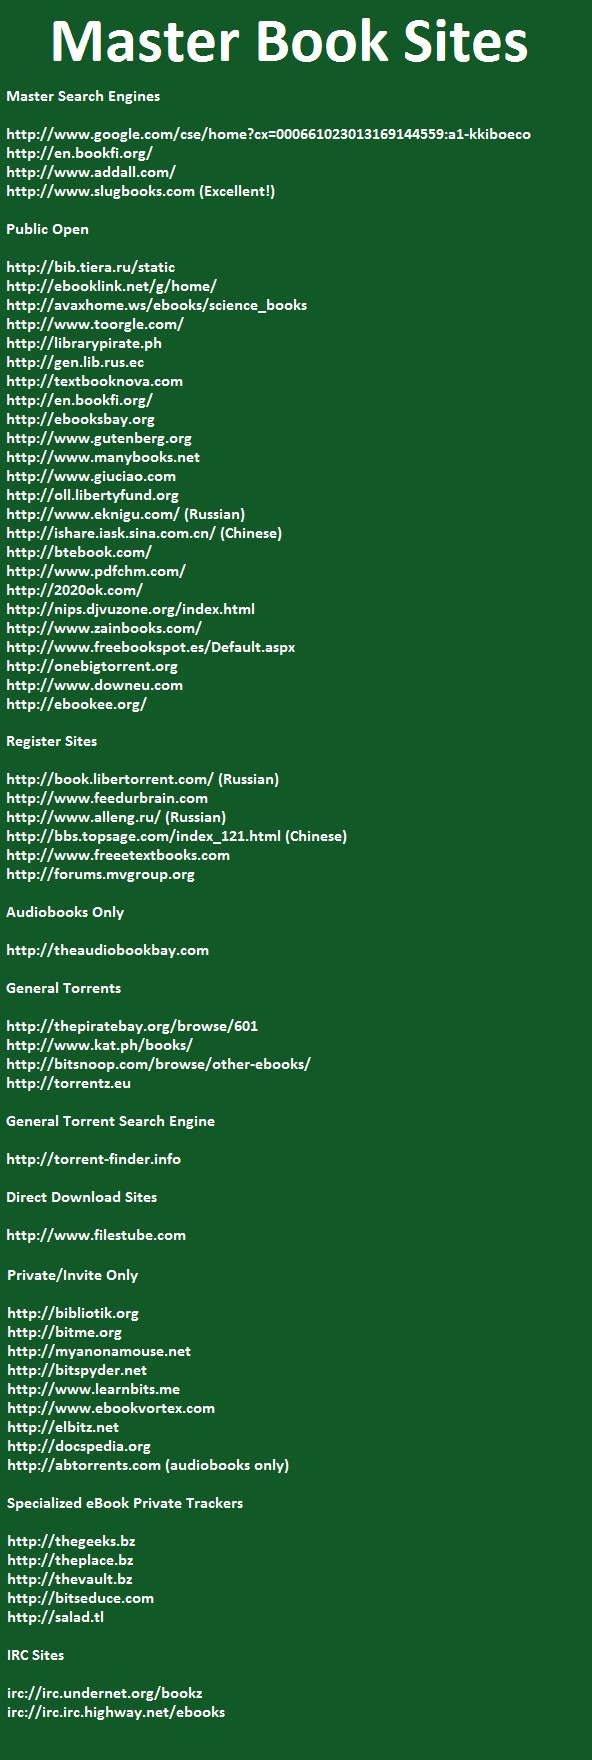 Master Book Sites
Master Search Engines
http://www.google.com/cse/home?cx=000661023013169144559:a1-kkiboeco
http://en.bookfi.org/
http://www.addall.com/
http://www.slugbooks.com (Excellent!)
Public Open
http://bib.tiera.ru/static
http://ebooklink.net/g/home/
http://avaxhome.ws/ebooks/science_books
http://www.toorgle.com/
http://librarypirate.ph
http://gen.lib.rus.ec
http://textbooknova.com
http://en.bookfi.org/
http://ebooksbay.org
http://www.gutenberg.org
http://www.manybooks.net
http://www.giuciao.com
http://oll.libertyfund.org
http://www.eknigu.com/ (Russian)
http://ishare.iask.sina.com.cn/ (Chinese)
http://btebook.com/
http://www.pdfchm.com/
http://2020ok.com/
http://nips.djvuzone.org/index.html
http://www.zainbooks.com/
http://www.freebookspot.es/Default.aspx
http://onebigtorrent.org
http://www.downeu.com
http://ebookee.org/
Register Sites
http://book.libertorrent.com/ (Russian)
http://www.feedurbrain.com
http://www.alleng.ru/ (Russian)
http://bbs.topsage.com/index_121.html (Chinese)
http://www.freeetextbooks.com
http://forums.mvgroup.org
Audiobooks Only
http://theaudiobookbay.com
General Torrents
http://thepiratebay.org/browse/601
http://www.kat.ph/books/
http://bitsnoop.com/browse/other-ebooks/
http://torrentz.eu
General Torrent Search Engine
http://torrent-finder.info
Direct Download Sites
http://www.filestube.com
Private/Invite Only
http://bibliotik.org
http://bitme.org
http://myanonamouse.net
http://bitspyder.net
http://www.learnbits.me
http://www.ebookvortex.com
http://elbitz.net
http://docspedia.org
http://abtorrents.com (audiobooks only)
Specialized eBook Private Trackers
http://thegeeks.bz
http://theplace.bz
http://thevault.bz
http://bitseduce.com
http://salad.tl
IRC Sites
irc://irc.undernet.org/bookz
irc://irc.irc.highway.net/ebooks